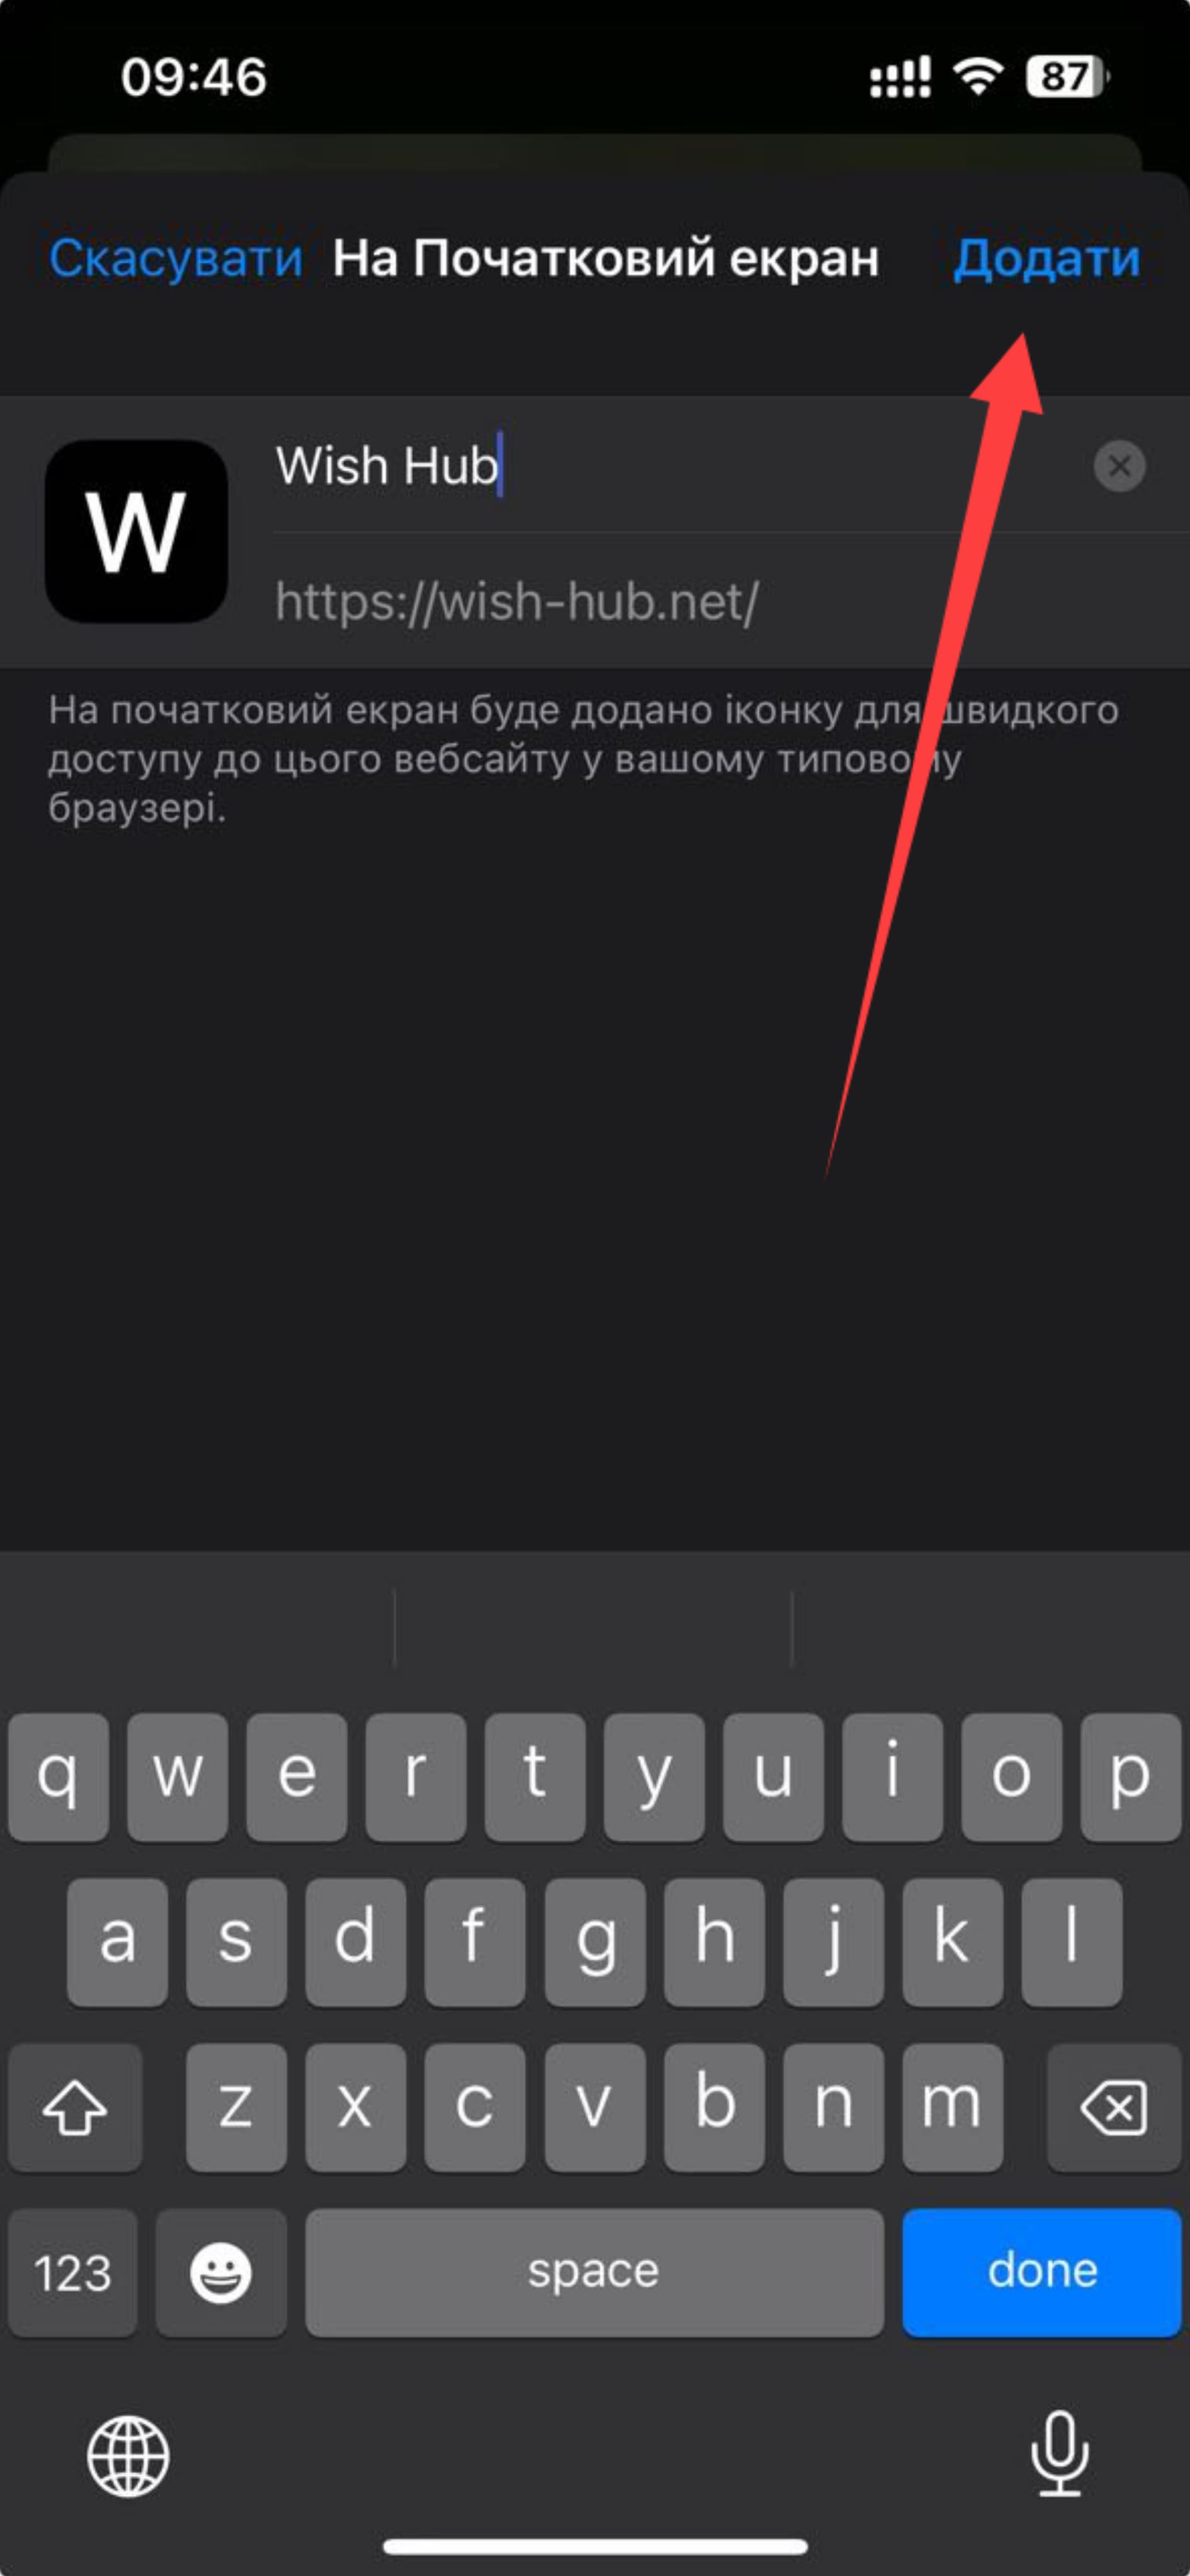 09:46
87
Скасувати На Початковий екран Додати
W
Wish Hub
https://wish-hub.net/
На початковий екран буде додано іконку для швидкого
доступу до цього вебсайту у вашому типовому
браузері.
q w e r t y u i o p
a s d f g h j k l
z x c v b n m
123 space done